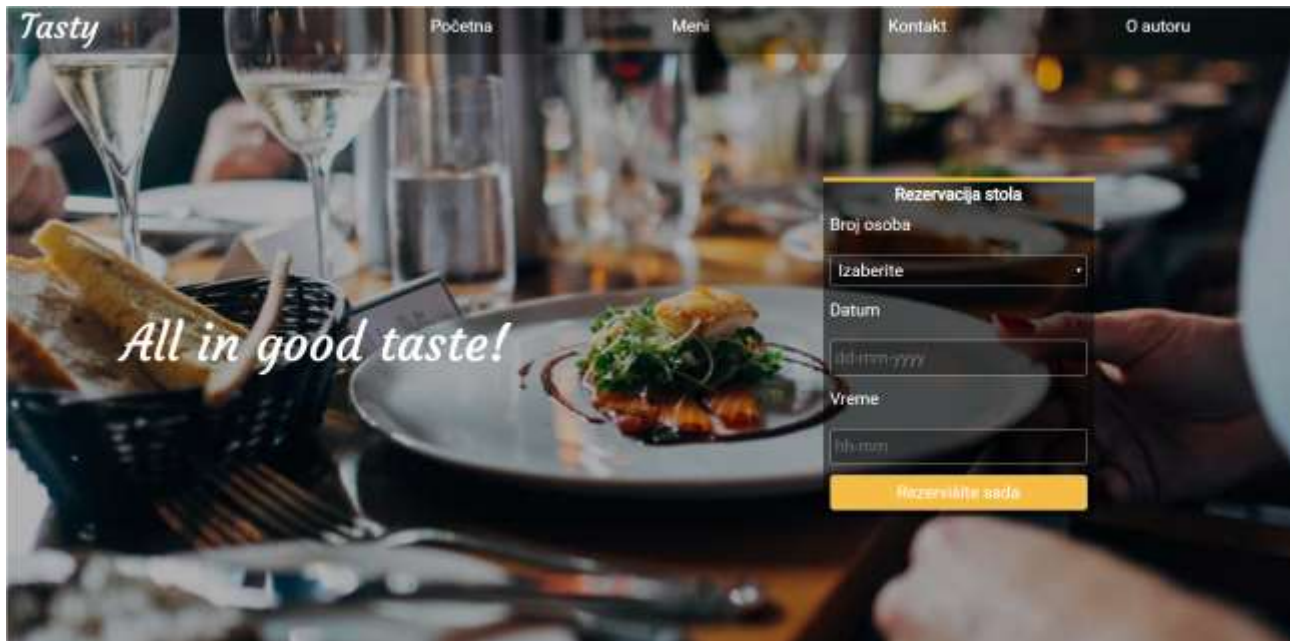 Tasty
Početna Meni Kontakt O autoru
Rezervacija stola
Broj osoba
Izaberite
Datum
dd-mm-yyyy
Vreme
hh-mm
Rezervišite sada
All in good taste!